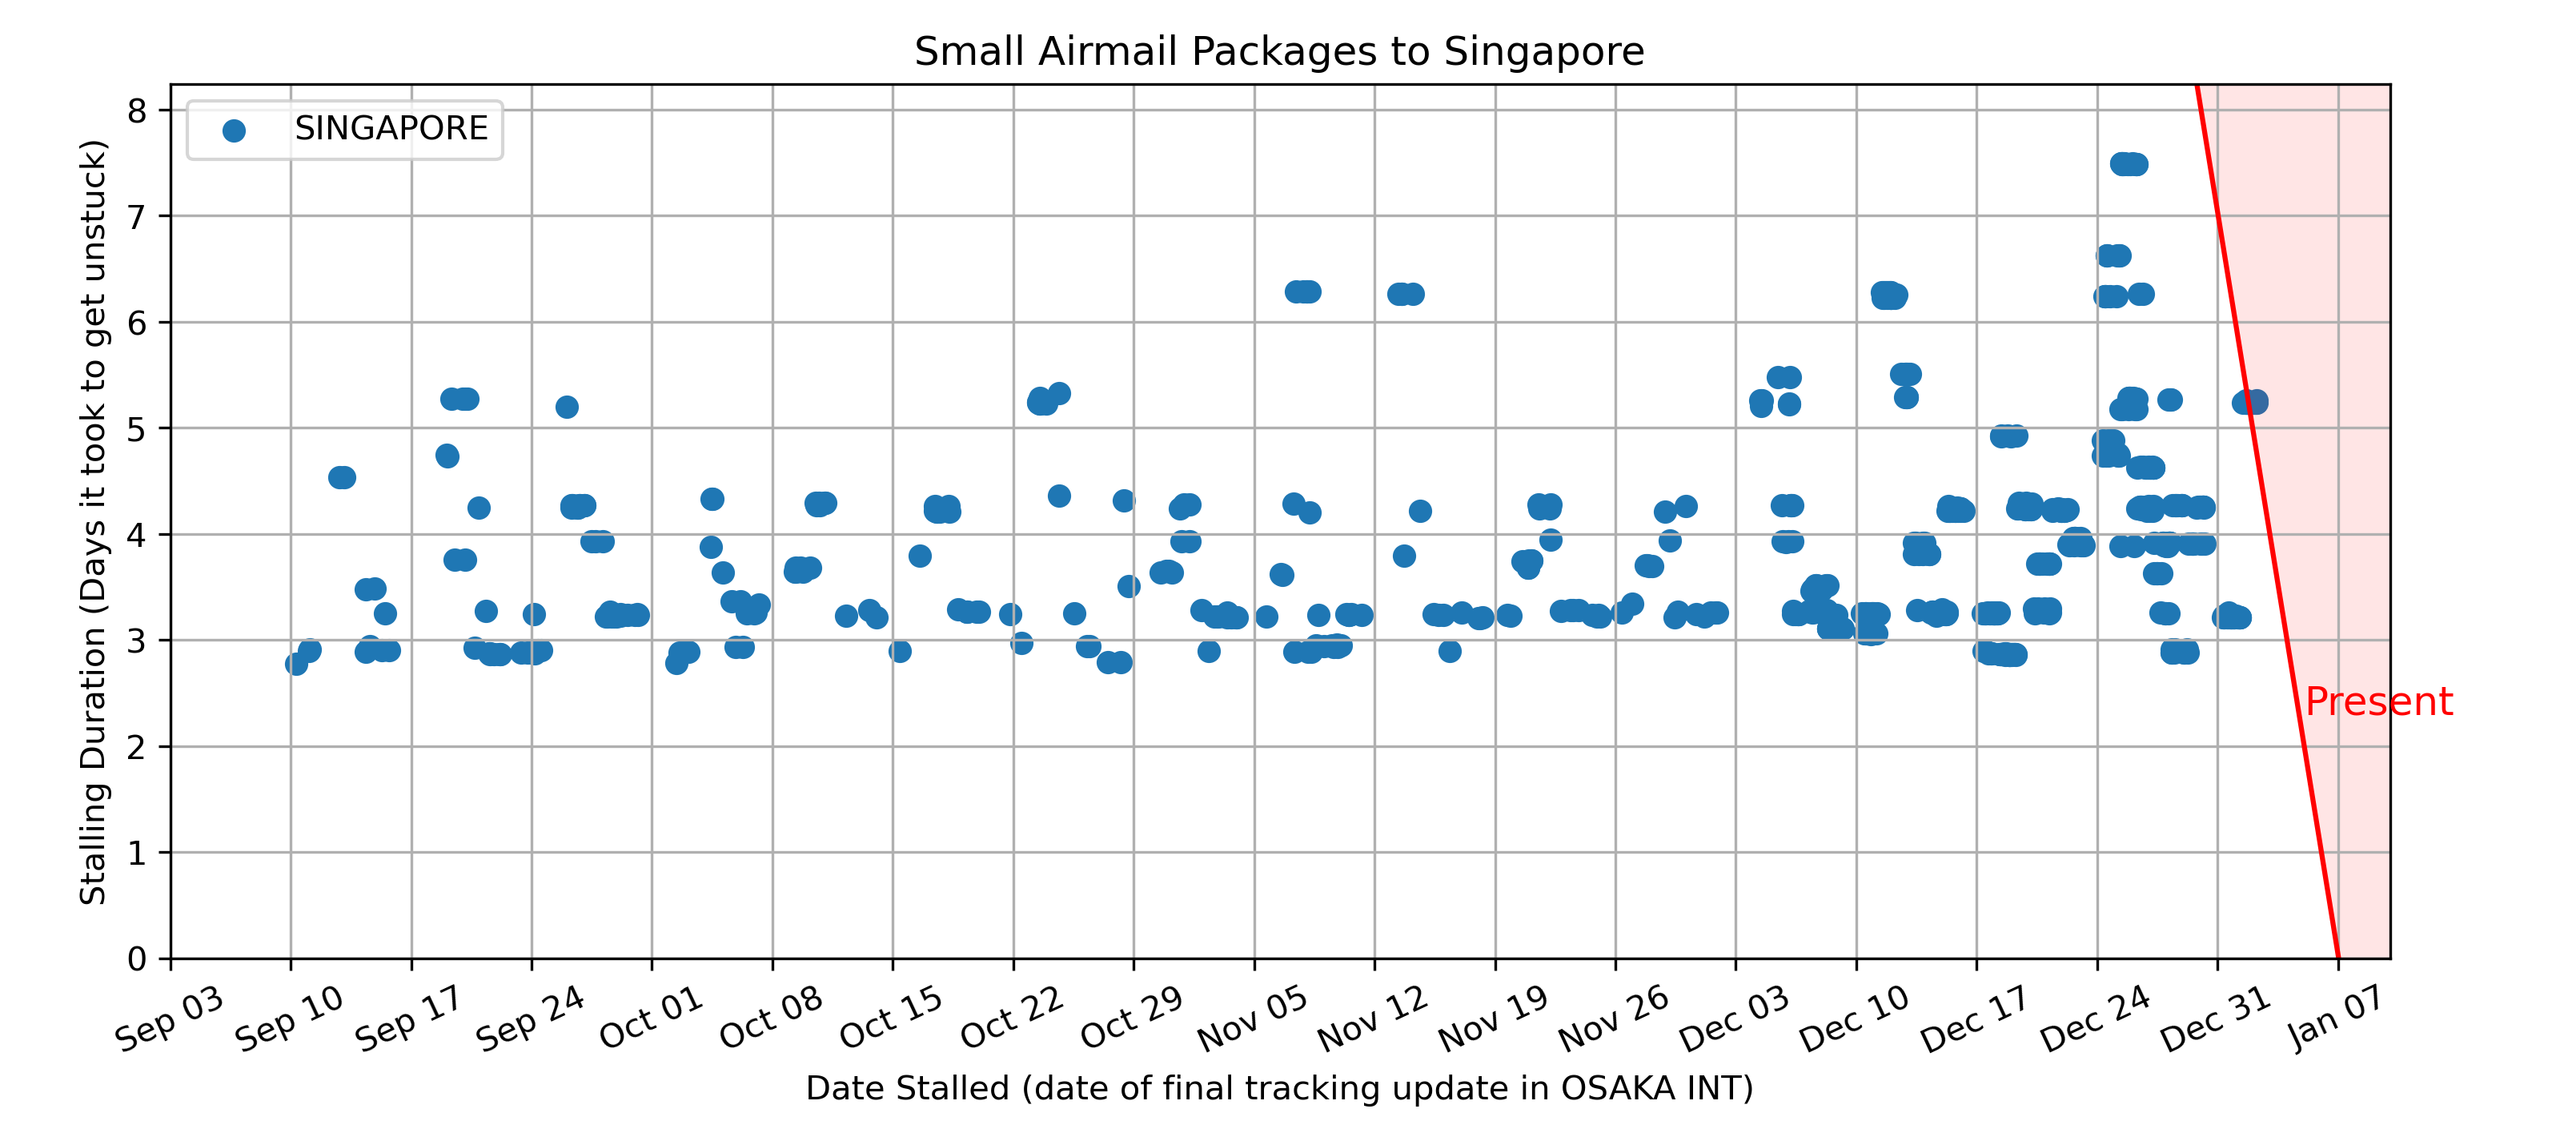 Small Airmail Packages to Singapore
SINGAPORE
Stalling Duration (Days it took to get unstuck)
8
7
6
5
4
3
2
1
0
Present
Sep 03
Sep 10
Sep 17
Sep 24
Oct 01
Oct 08
Oct 15
Oct 22
Oct 29
Nov 05
Nov 12
Nov 19
Nov 26
Dec 03
Dec 10
Dec 17
Dec 24
Dec 31
Jan 07
Date Stalled (date of final tracking update in OSAKA INT)